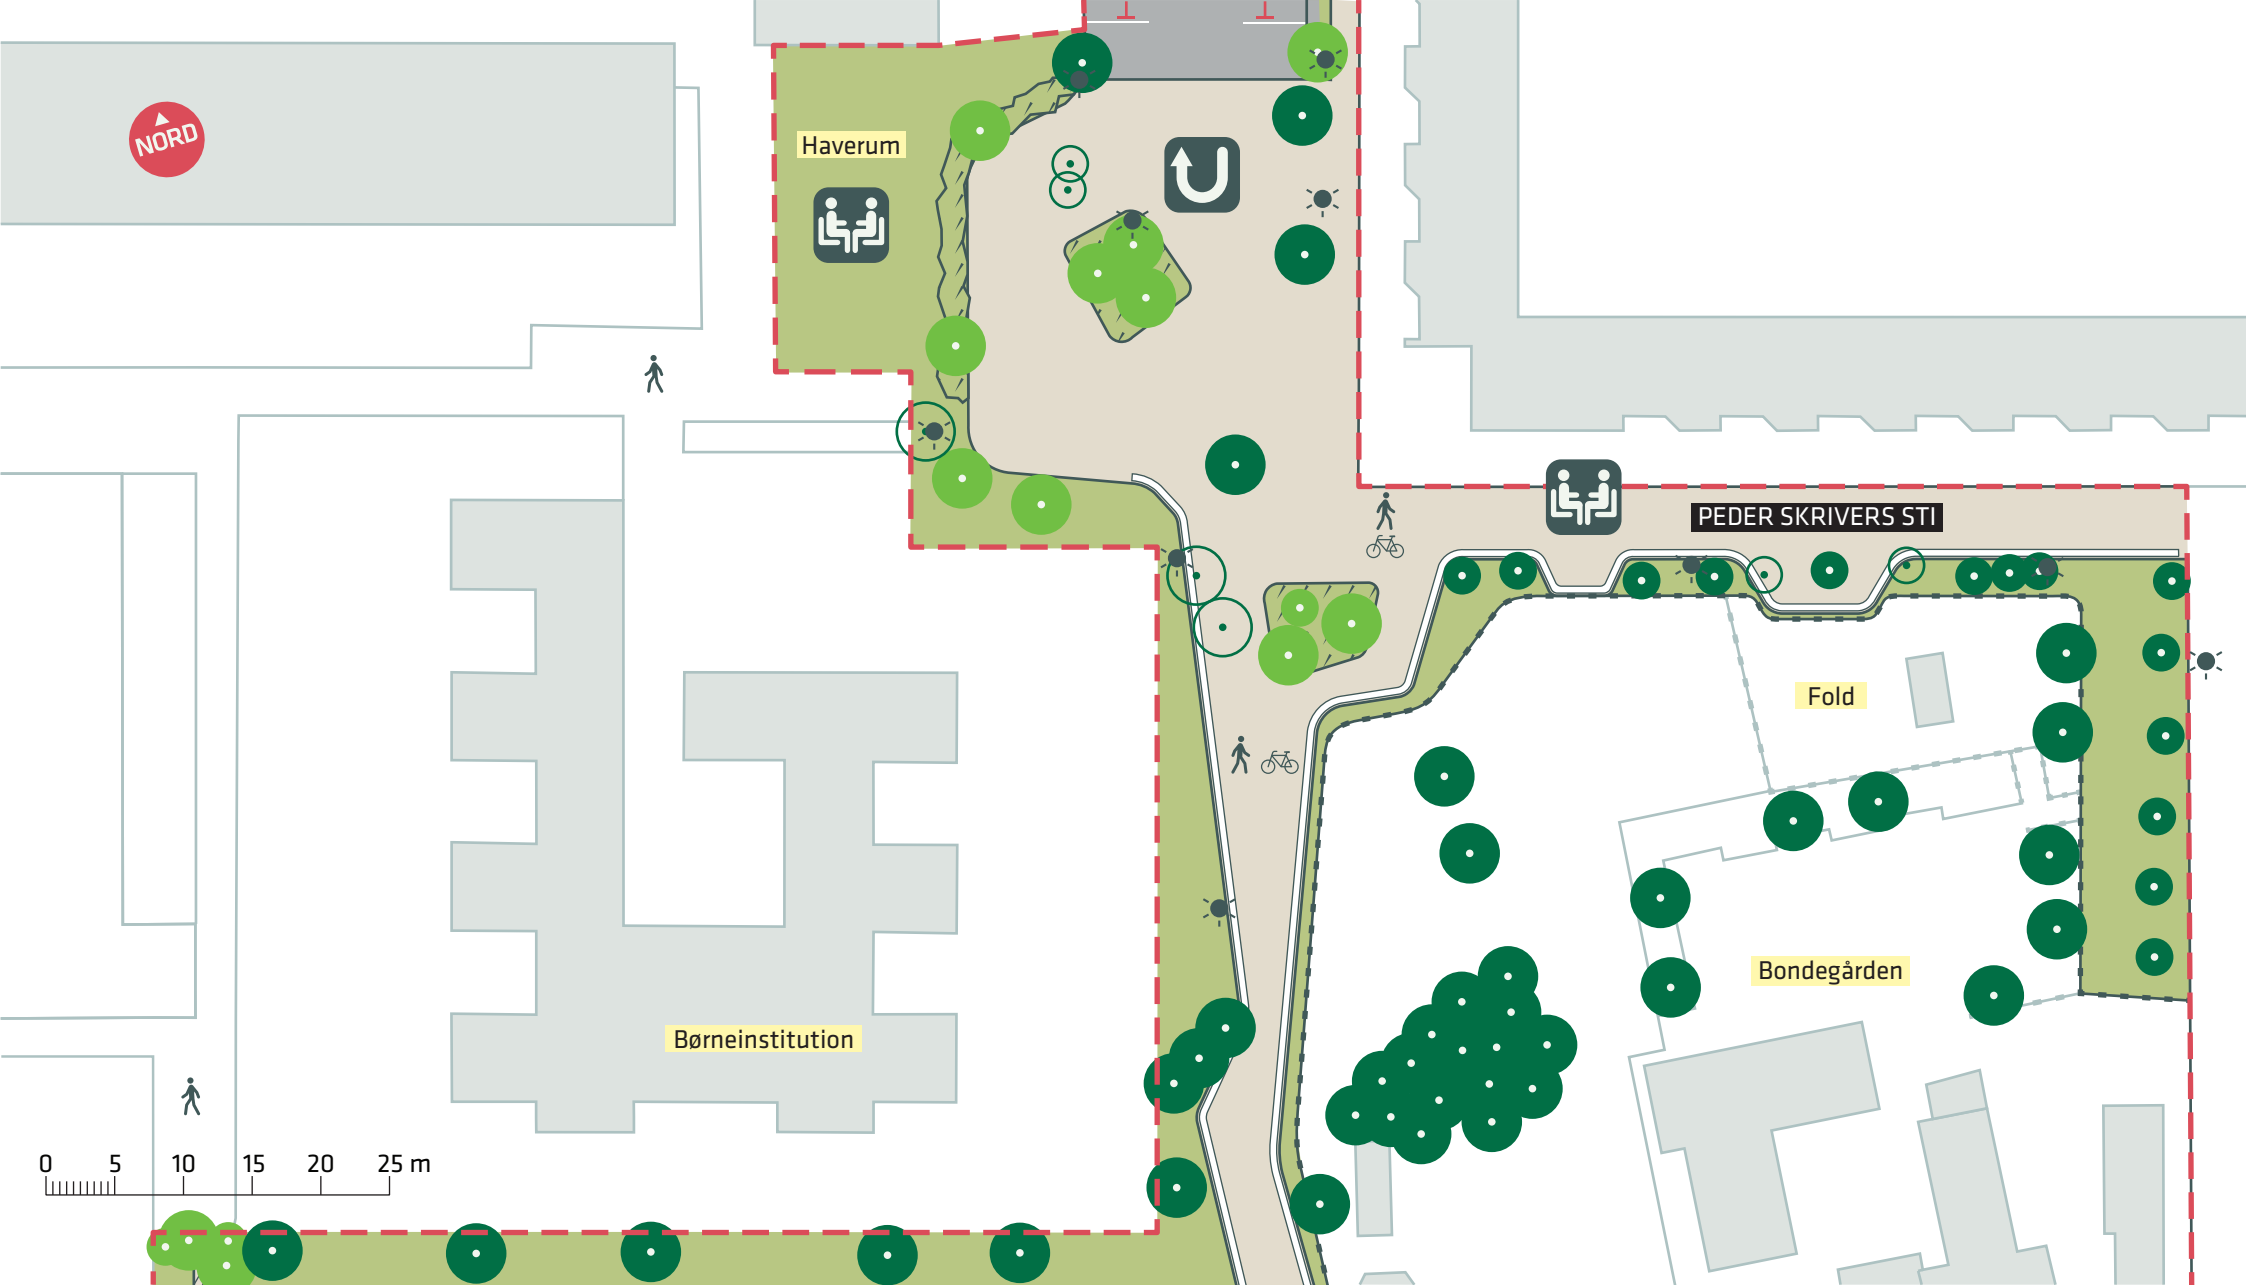 NORD
Haverum
PEDER SKRIVERS STI
Fold
Bondegården
Børneinstitution
0 5 10 15 20 25 m